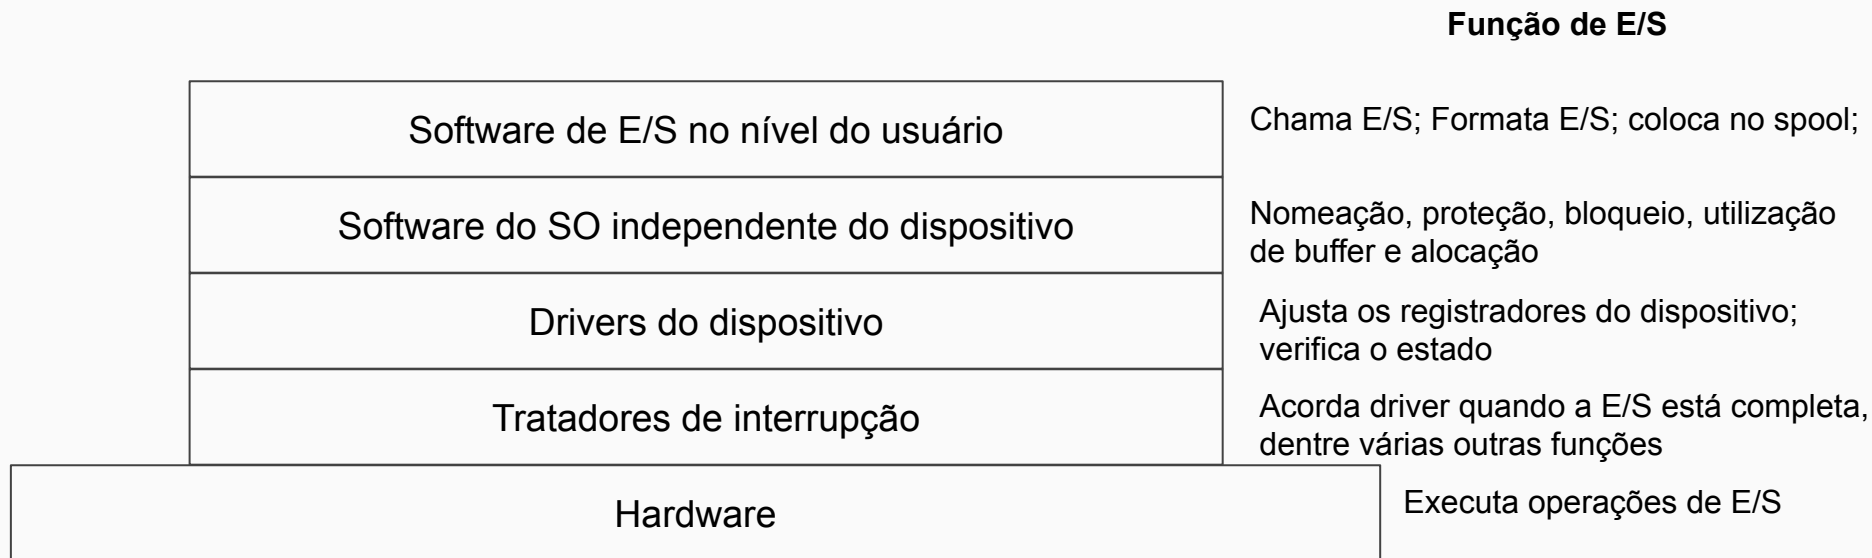 Função de E/S
Software de E/S no nível do usuário
Chama E/S; Formata E/S; coloca no spool;
Software do SO independente do dispositivo
Nomeação, proteção, bloqueio, utilização
de buffer e alocação
Drivers do dispositivo
Ajusta os registradores do dispositivo;
verifica o estado
Tratadores de interrupção
Acorda driver quando a E/S está completa,
dentre várias outras funções
Hardware
Executa operações de E/S